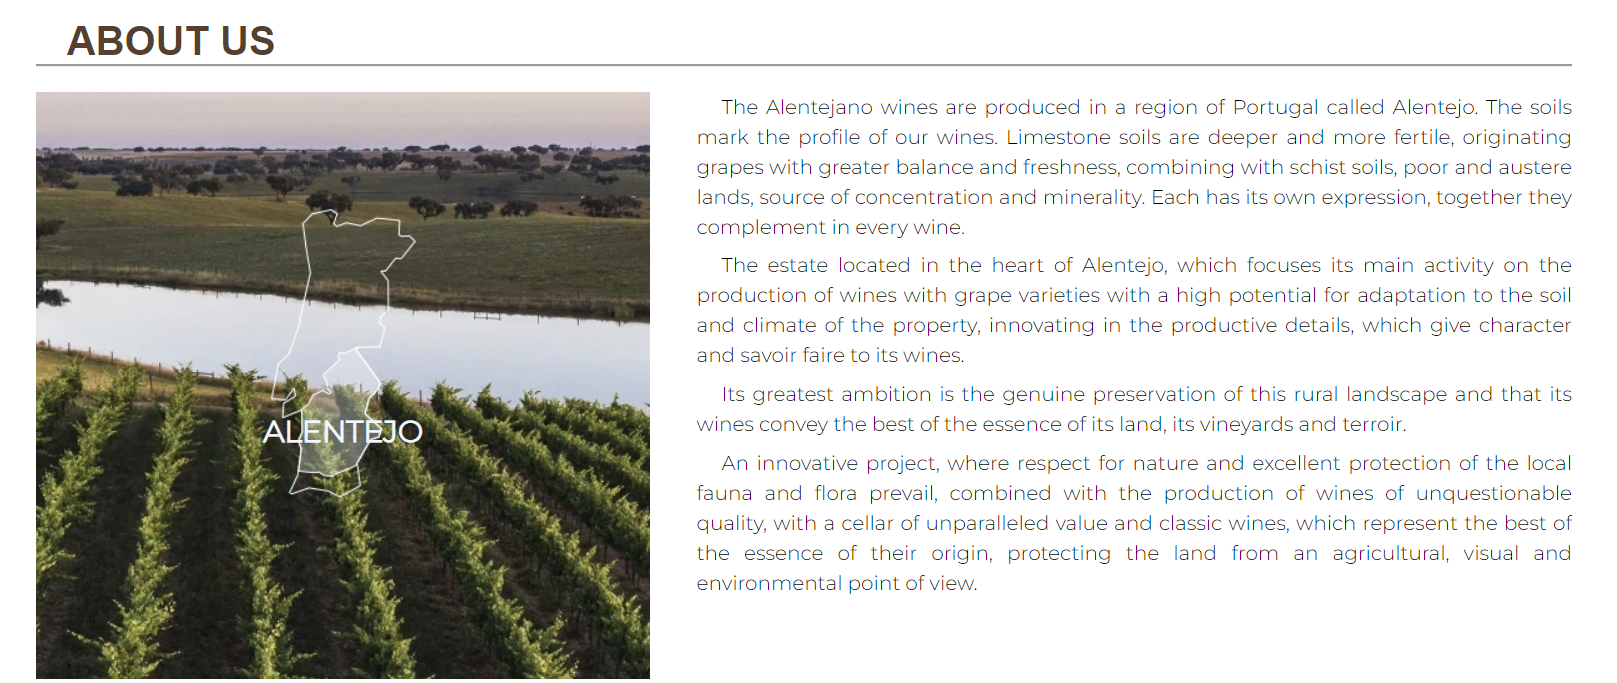 ABOUT US
ALENTEJO
The Alentejano wines are produced in a region of Portugal called Alentejo. The soils
mark the profile of our wines. Limestone soils are deeper and more fertile, originating
grapes with greater balance and freshness, combining with schist soils, poor and austere
lands, source of concentration and minerality. Each has its own expression, together they
complement in every wine.
The estate located in the heart of Alentejo, which focuses its main activity on the
production of wines with grape varieties with a high potential for adaptation to the soil
and climate of the property, innovating in the productive details, which give character
and savoir faire to its wines.
Its greatest ambition is the genuine preservation of this rural landscape and that its
wines convey the best of the essence of its land, its vineyards and terroir.
An innovative project, where respect for nature and excellent protection of the local
fauna and flora prevail, combined with the production of wines of unquestionable
quality, with a cellar of unparalleled value and classic wines, which represent the best of
the essence of their origin, protecting the land from an agricultural, visual and
environmental point of view.